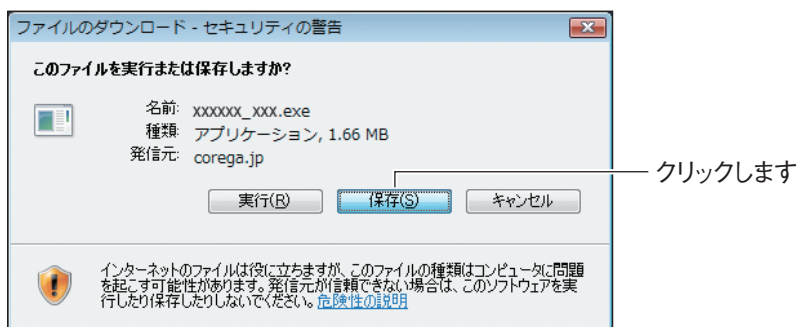 ファイルのダウンロード - セキュリティの警告
このファイルを実行または保存しますか?
名前: xxxxxx_xxx.exe
種類: アプリケーション, 1.66 MB
発信元: corega.jp
実行(R) 保存(S) キャンセル
クリックします
インターネットのファイルは役に立ちますが、このファイルの種類はコンピュータに問題
を起こす可能性があります。発信元が信頼できない場合は、このソフトウェアを実
行したり保存したりしないでください。危険性の説明